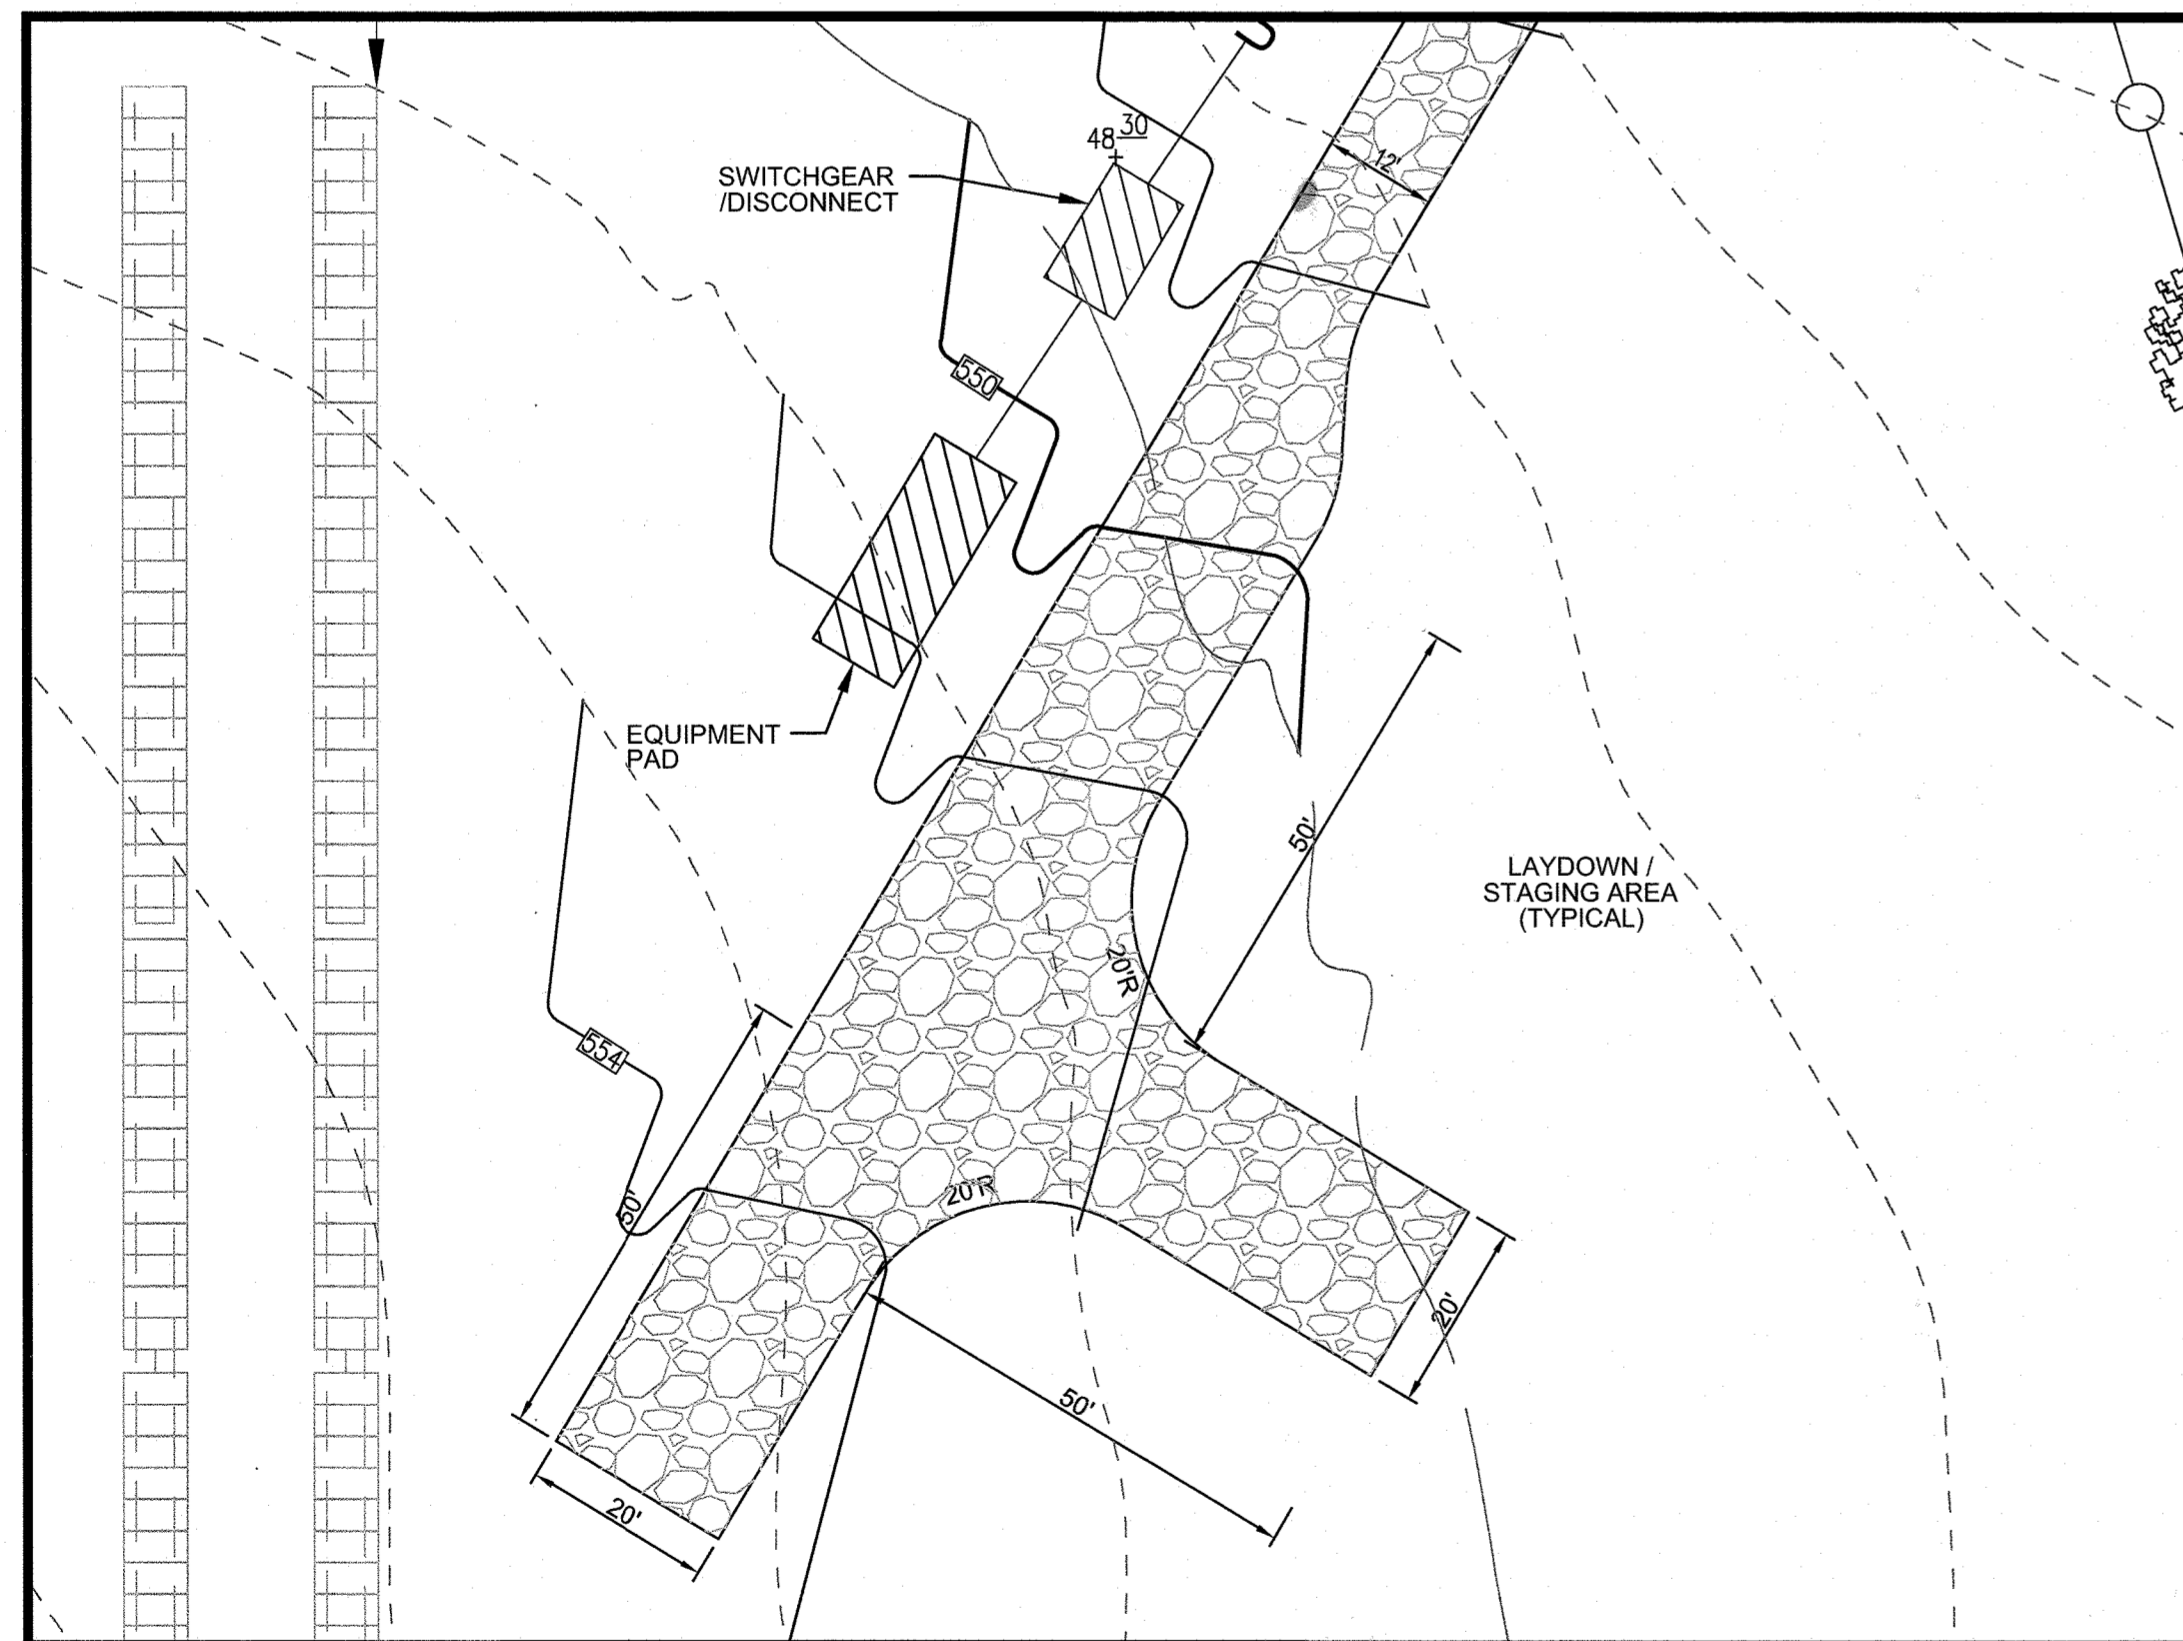 48 30
12'
SWITCHGEAR
/DISCONNECT
550
EQUIPMENT
PAD
50'
LAYDOWN /
STAGING AREA
(TYPICAL)
20'R
554
50'
20'R
20'
50'
20'